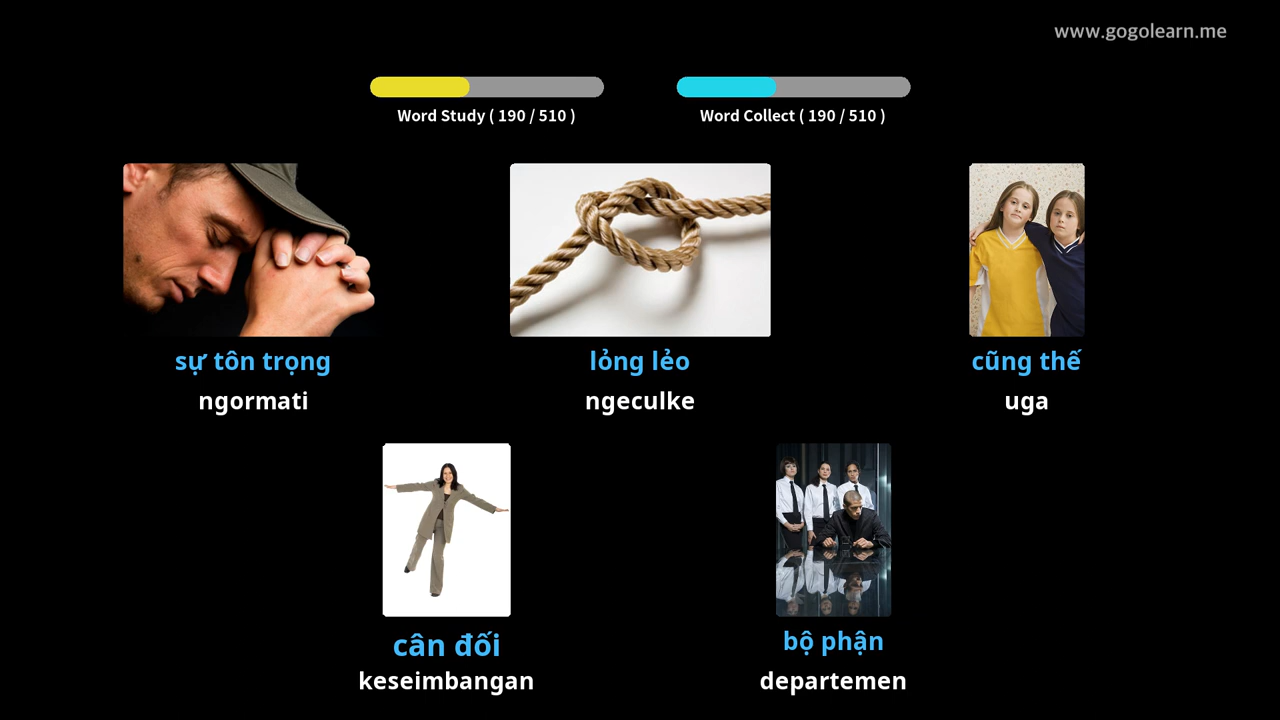 www.gogolearn.me
Word Study ( 190 / 510 )
Word Collect ( 190 / 510 )
sự tôn trọng
ngormati
lỏng lẻo
ngeculke
cũng thế
uga
cân đối
keseimbangan
bộ phận
departemen